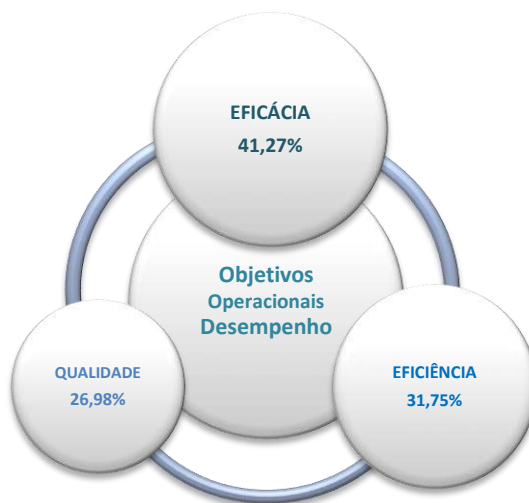 EFICÁCIA
41,27%
Objetivos
Operacionais
Desempenho
QUALIDADE
26,98%
EFICIÊNCIA
31,75%